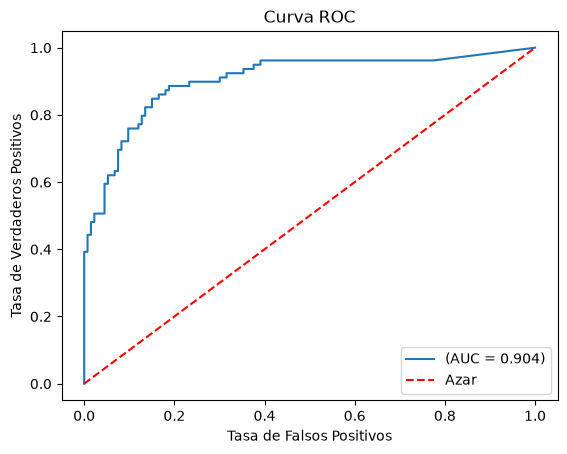 Curva ROC
Tasa de Verdaderos Positivos
1.0
0.8
0.6
0.4
0.2
0.0
(AUC = 0.904)
Azar
0.0 0.2 0.4 0.6 0.8 1.0
Tasa de Falsos Positivos